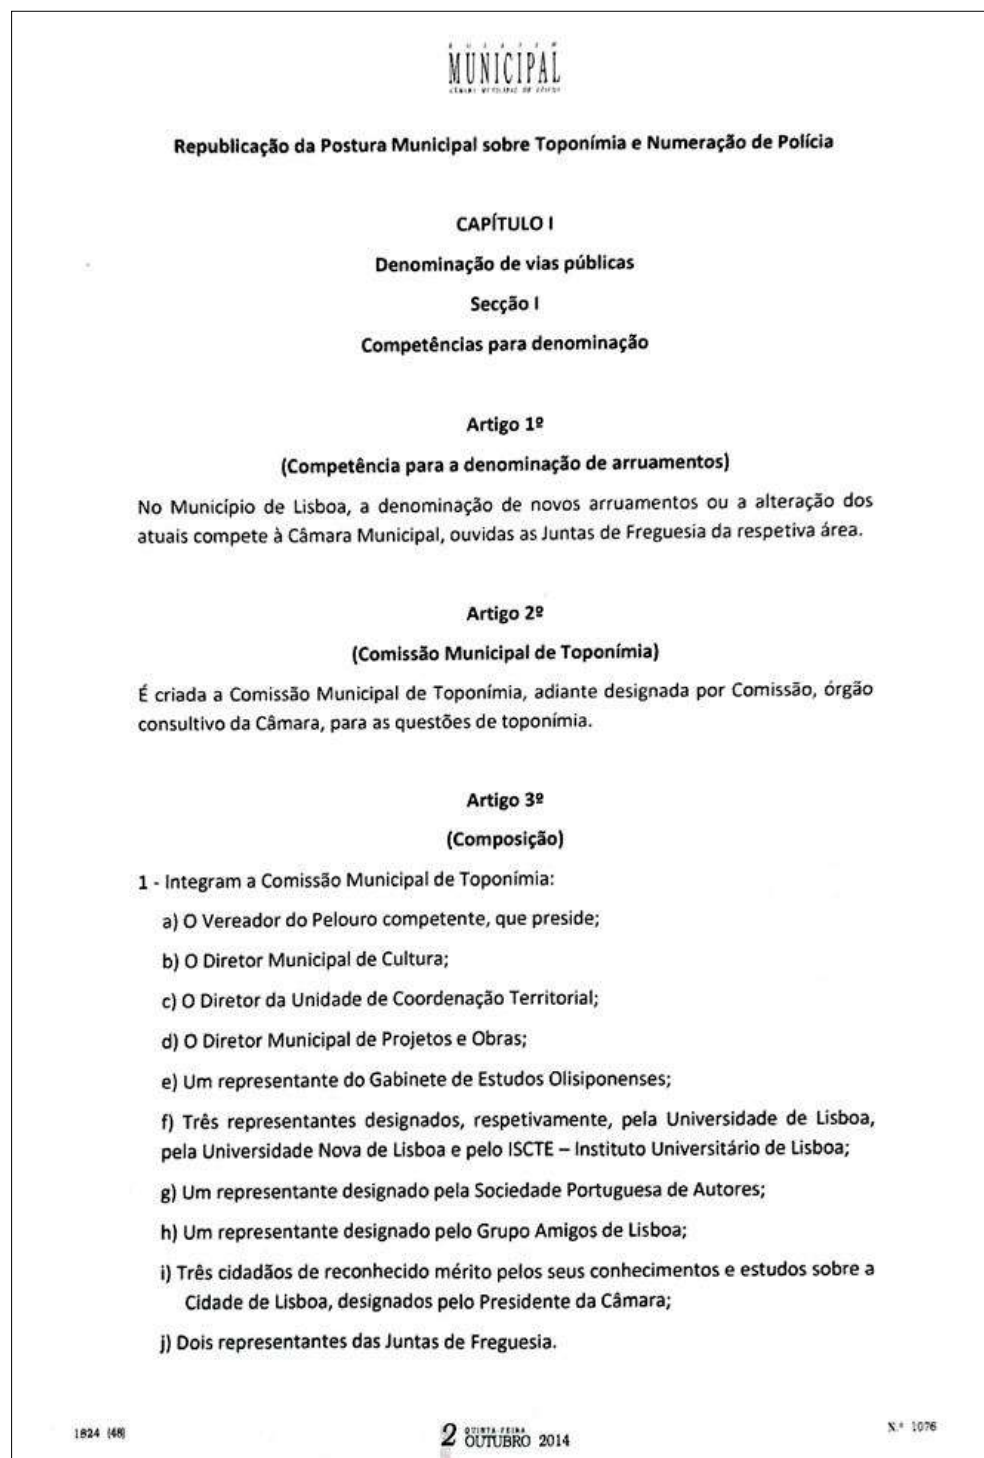 BOLETIM
MUNICIPAL
CÂMARA MUNICIPAL DE LISBOA
Republicação da Postura Municipal sobre Toponímia e Numeração de Polícia
CAPÍTULO I
Denominação de vias públicas
Secção I
Competências para denominação
Artigo 1º
(Competência para a denominação de arruamentos)
No Município de Lisboa, a denominação de novos arruamentos ou a alteração dos
atuais compete à Câmara Municipal, ouvidas as Juntas de Freguesia da respetiva área.
Artigo 2º
(Comissão Municipal de Toponímia)
É criada a Comissão Municipal de Toponímia, adiante designada por Comissão, órgão
consultivo da Câmara, para as questões de toponímia.
Artigo 3º
(Composição)
1 - Integram a Comissão Municipal de Toponímia:
a) O Vereador do Pelouro competente, que preside;
b) O Diretor Municipal de Cultura;
c) O Diretor da Unidade de Coordenação Territorial;
d) O Diretor Municipal de Projetos e Obras;
e) Um representante do Gabinete de Estudos Olisiponenses;
f) Três representantes designados, respetivamente, pela Universidade de Lisboa,
pela Universidade Nova de Lisboa e pelo ISCTE – Instituto Universitário de Lisboa;
g) Um representante designado pela Sociedade Portuguesa de Autores;
h) Um representante designado pelo Grupo Amigos de Lisboa;
i) Três cidadãos de reconhecido mérito pelos seus conhecimentos e estudos sobre a
Cidade de Lisboa, designados pelo Presidente da Câmara;
j) Dois representantes das Juntas de Freguesia.
1824 (48)
2 QUINTA-FEIRA
OUTUBRO 2014
N.º 1076